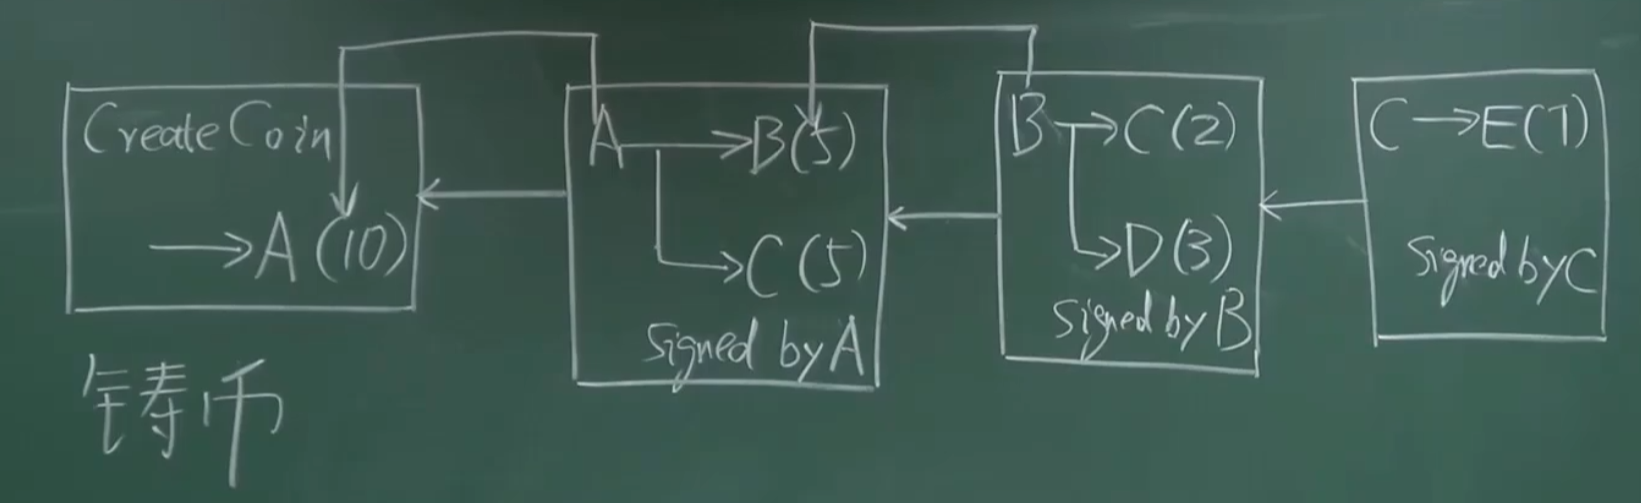 CreateCoin
→A(10)
A→B(5)
→C(5)
Signed by A
B→C(2)
→D(3)
Signed by B
C→E(7)
Signed by C
铸币